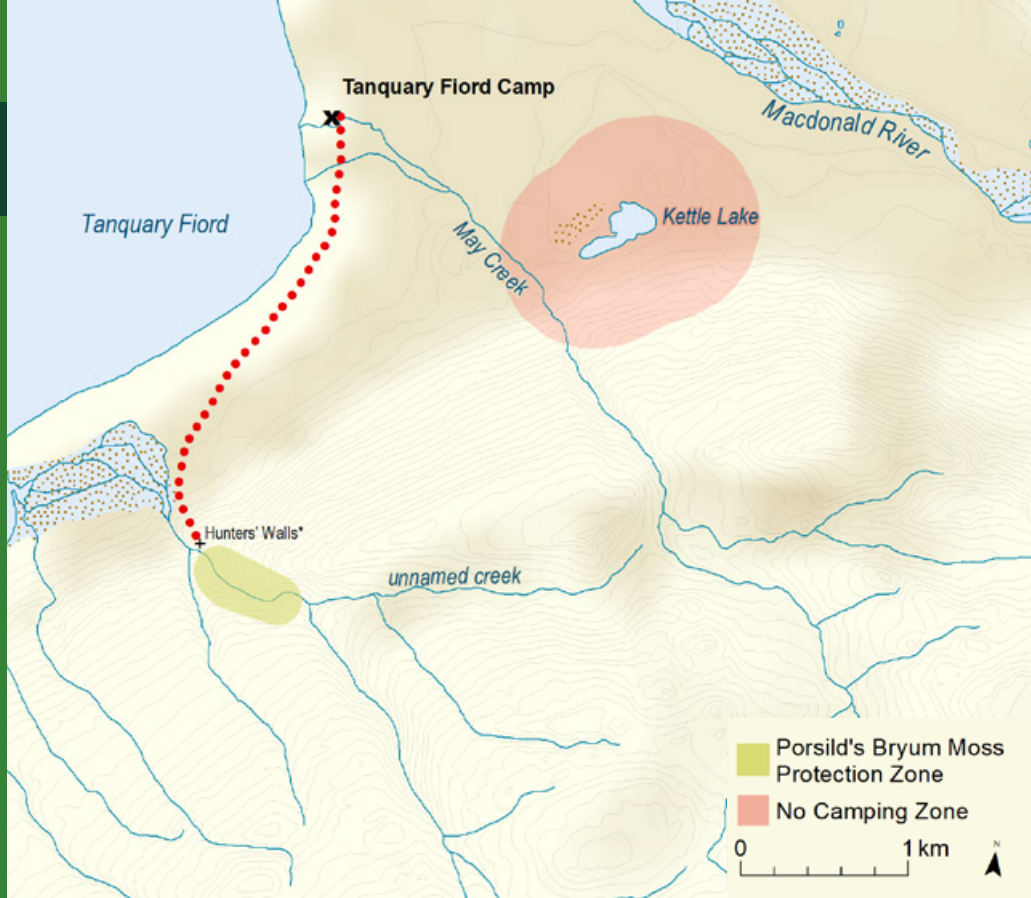 Tanquary Fiord Camp
Macdonald River
Tanquary Fiord
Kettle Lake
May Creek
Hunters' Walls*
unnamed creek
Porsild's Bryum Moss
Protection Zone
No Camping Zone
0 1 km
N